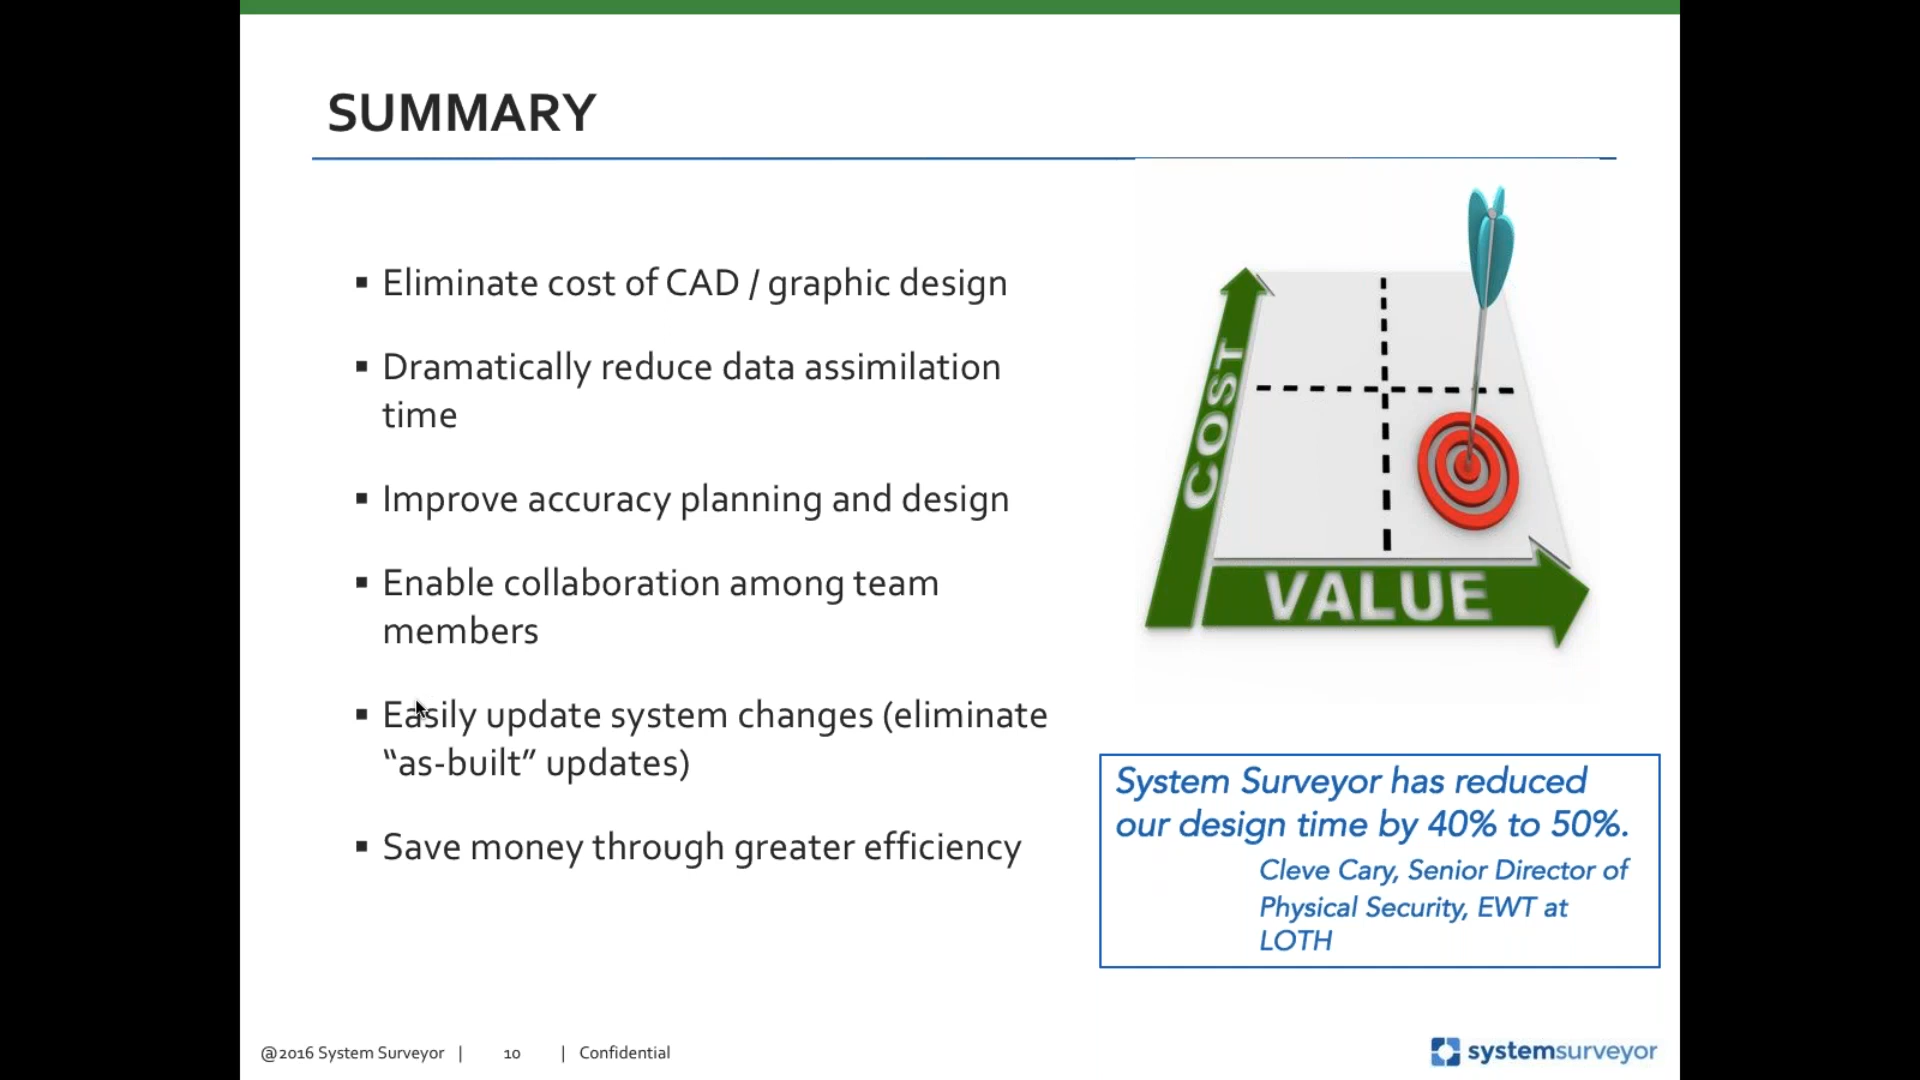 SUMMARY
▪ Eliminate cost of CAD / graphic design
▪ Dramatically reduce data assimilation
time
▪ Improve accuracy planning and design
▪ Enable collaboration among team
members
▪ Easily update system changes (eliminate
“as-built” updates)
▪ Save money through greater efficiency
COST
VALUE
System Surveyor has reduced
our design time by 40% to 50%.
Cleve Cary, Senior Director of
Physical Security, EWT at
LOTH
@2016 System Surveyor | 10 | Confidential
systemsurveyor